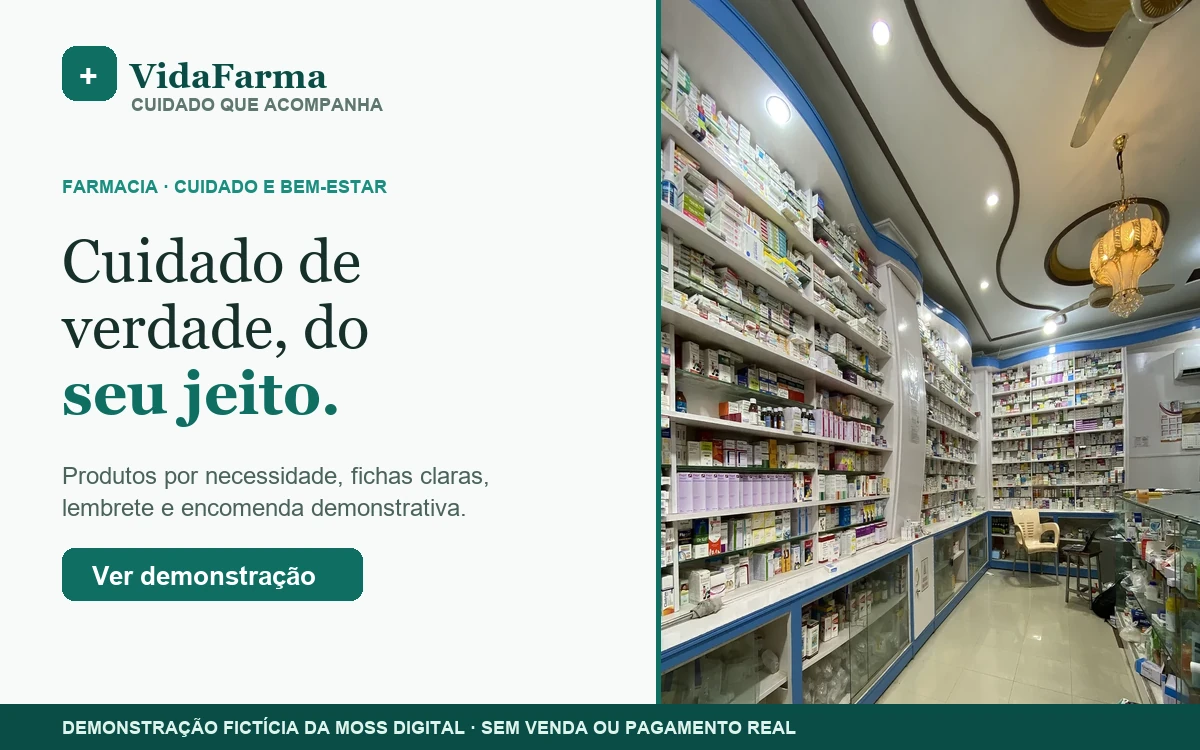 +
VidaFarma
CUIDADO QUE ACOMPANHA
FARMACIA · CUIDADO E BEM-ESTAR
Cuidado de
verdade, do
seu jeito.
Produtos por necessidade, fichas claras,
lembrete e encomenda demonstrativa.
Ver demonstração
DEMONSTRAÇÃO FICTÍCIA DA MOSS DIGITAL · SEM VENDA OU PAGAMENTO REAL